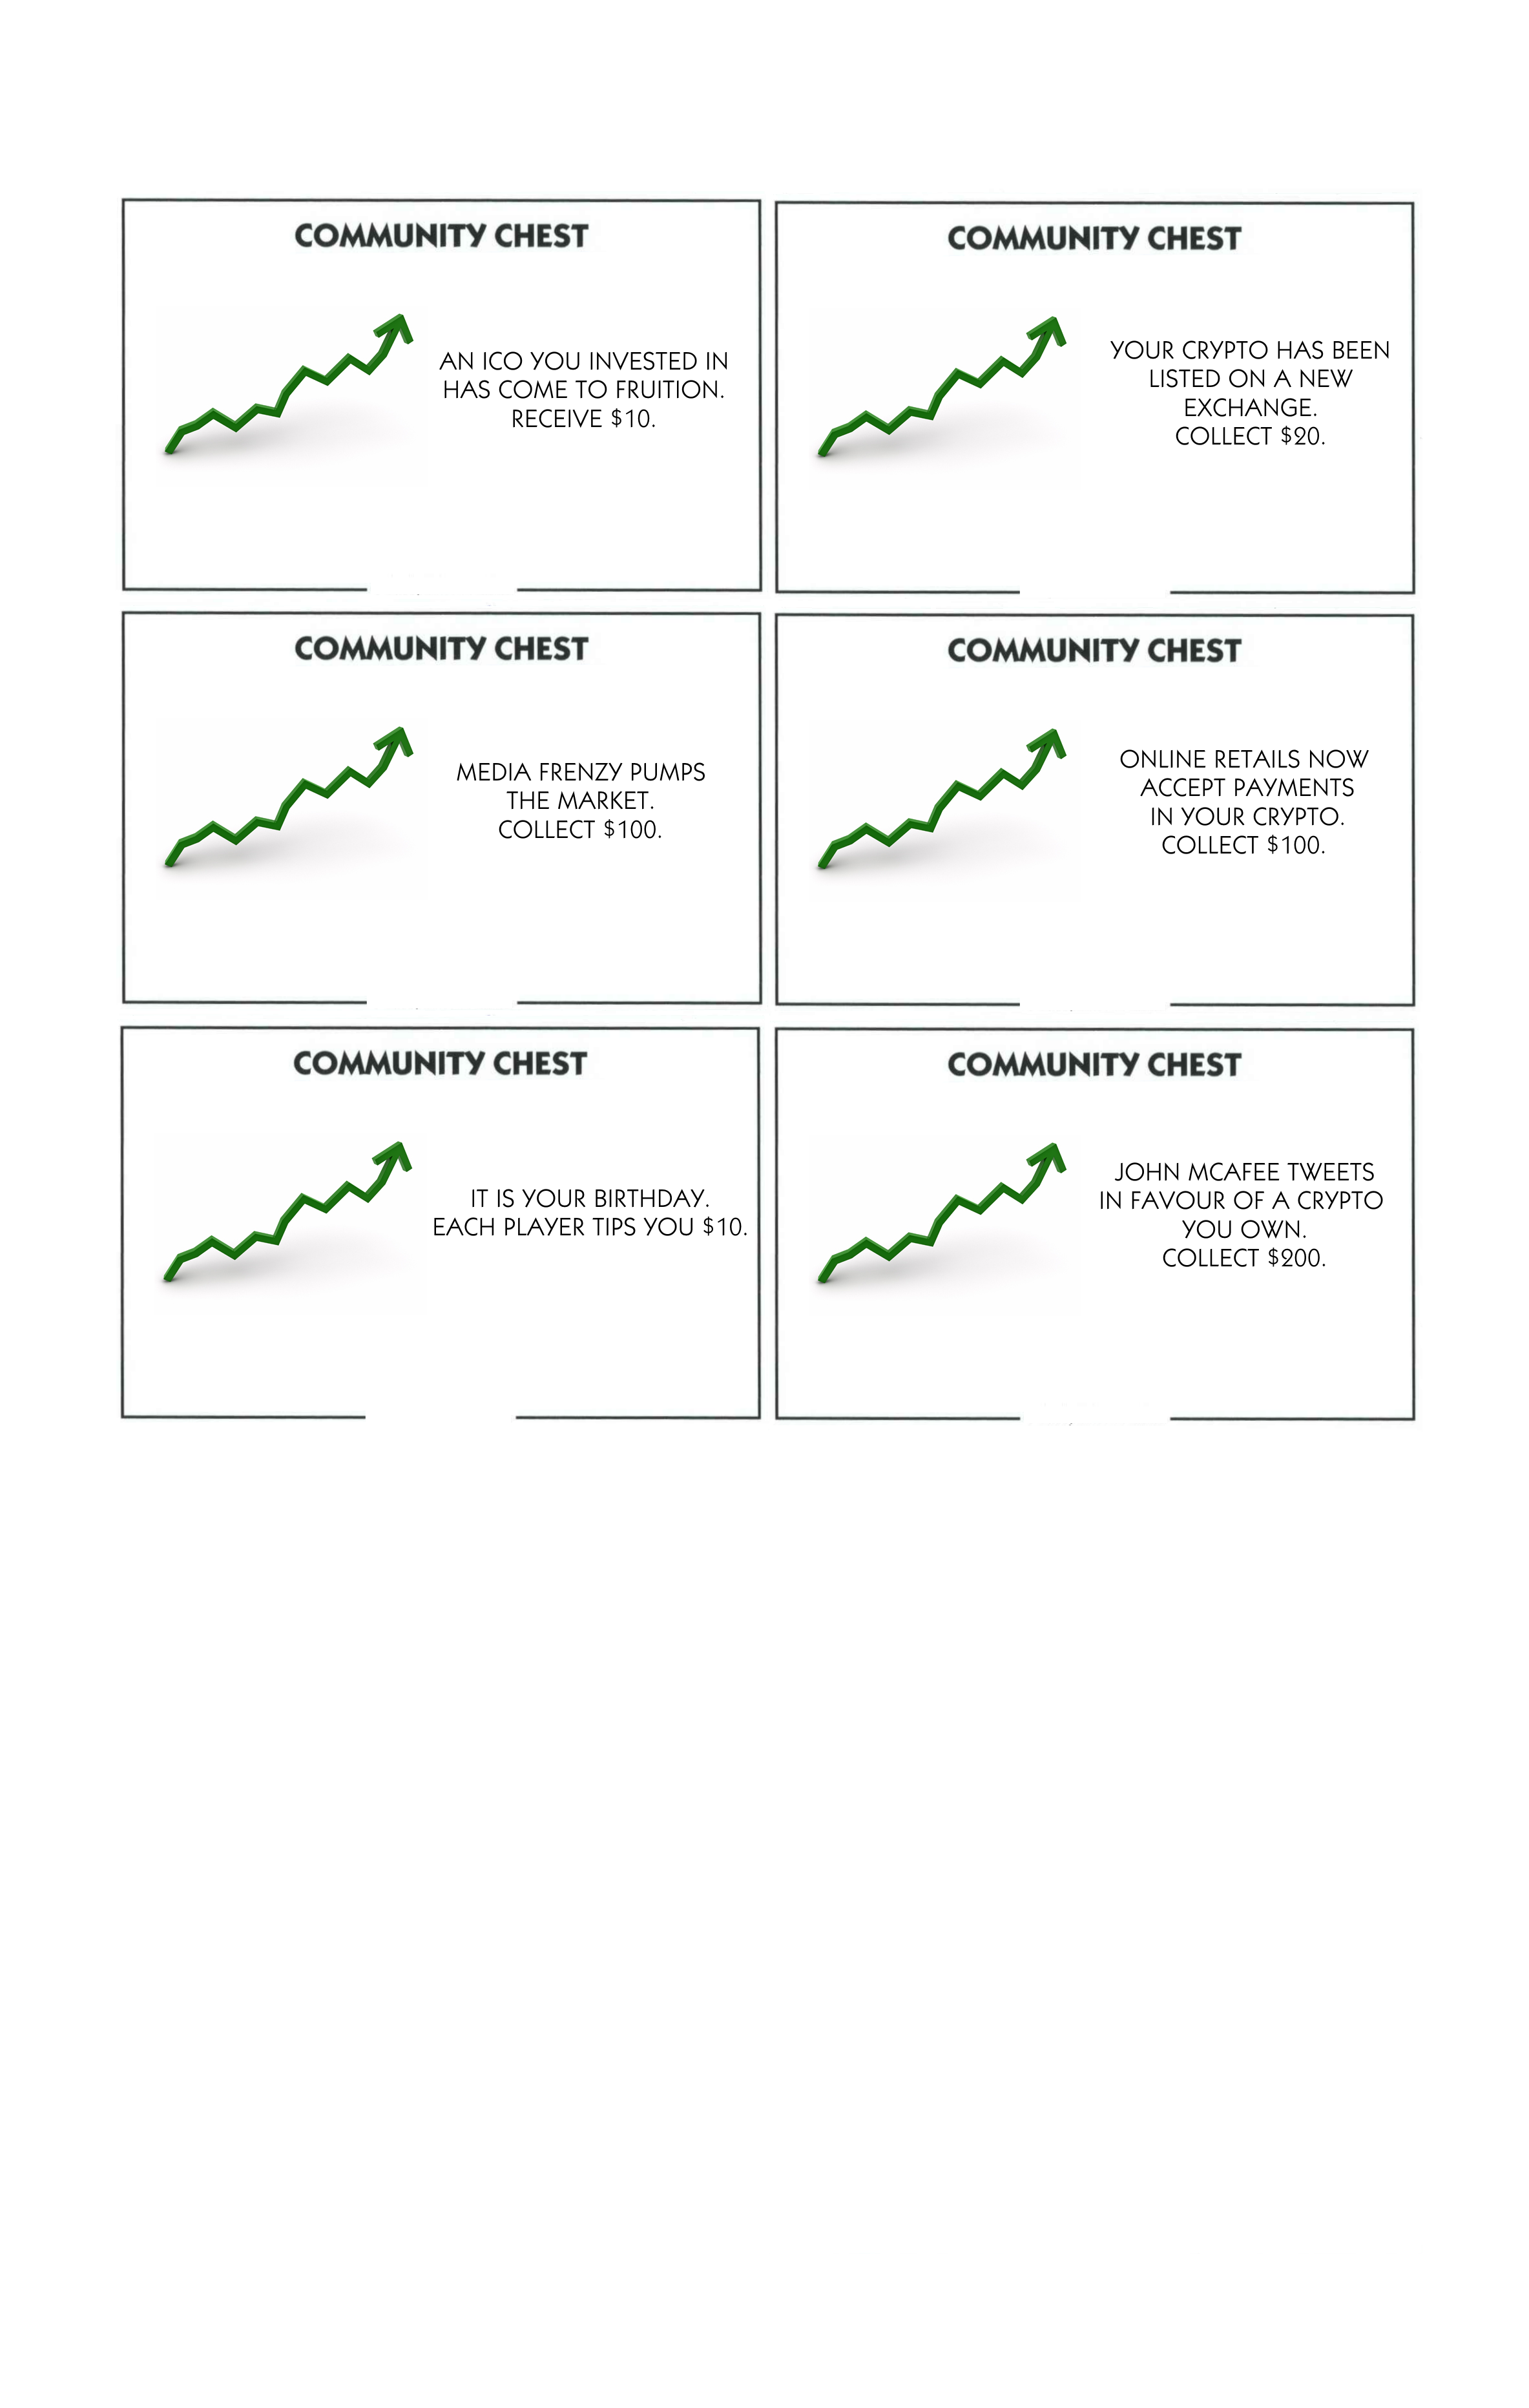 COMMUNITY CHEST
AN ICO YOU INVESTED IN
HAS COME TO FRUITION.
RECEIVE $10.
COMMUNITY CHEST
YOUR CRYPTO HAS BEEN
LISTED ON A NEW
EXCHANGE.
COLLECT $20.
COMMUNITY CHEST
MEDIA FRENZY PUMPS
THE MARKET.
COLLECT $100.
COMMUNITY CHEST
ONLINE RETAILS NOW
ACCEPT PAYMENTS
IN YOUR CRYPTO.
COLLECT $100.
COMMUNITY CHEST
IT IS YOUR BIRTHDAY.
EACH PLAYER TIPS YOU $10.
COMMUNITY CHEST
JOHN MCAFEE TWEETS
IN FAVOUR OF A CRYPTO
YOU OWN.
COLLECT $200.